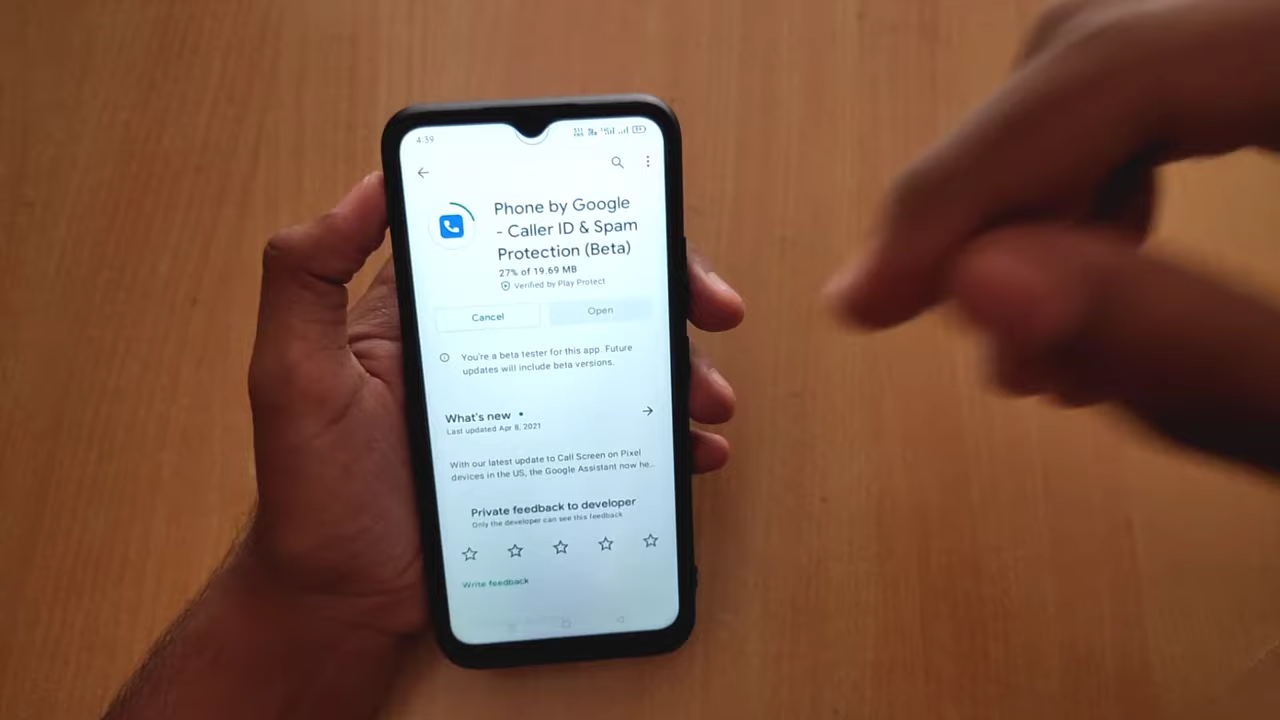 4:39
Phone by Google
- Caller ID & Spam
Protection (Beta)
27% of 19.69 MB
Verified by Play Protect
Cancel
Open
You're a beta tester for this app. Future
updates will include beta versions.
What's new •
Last updated Apr 8, 2021
With our latest update to Call Screen on Pixel
devices in the US, the Google Assistant now he...
Private feedback to developer
Only the developer can see this feedback
Write feedback